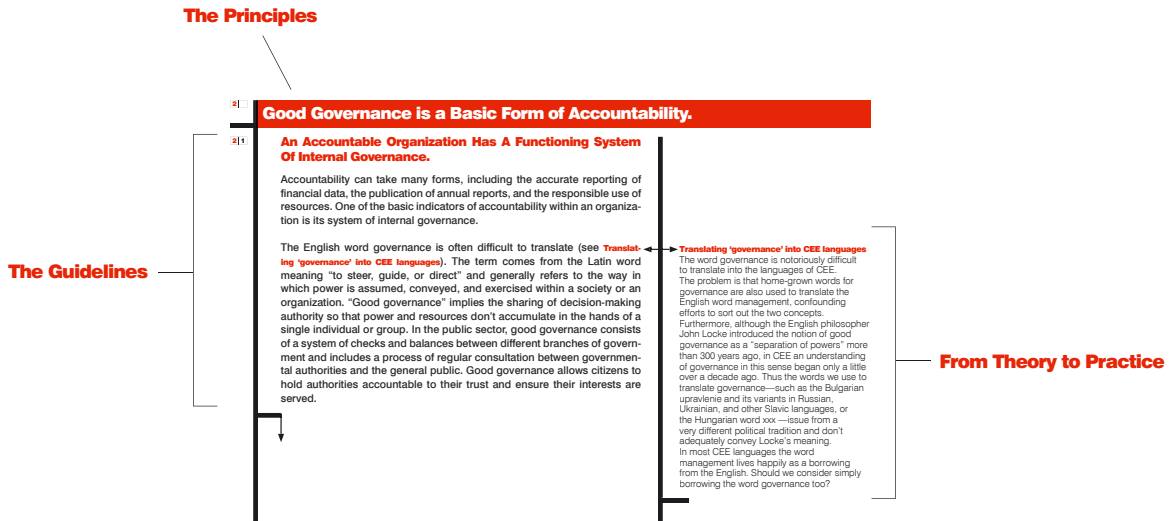 The Principles
2
Good Governance is a Basic Form of Accountability.
2 1
An Accountable Organization Has A Functioning System
Of Internal Governance.
Accountability can take many forms, including the accurate reporting of
financial data, the publication of annual reports, and the responsible use of
resources. One of the basic indicators of accountability within an organiza-
tion is its system of internal governance.
The English word governance is often difficult to translate (see Translat-
ing ‘governance’ into CEE languages). The term comes from the Latin word
meaning “to steer, guide, or direct” and generally refers to the way in
which power is assumed, conveyed, and exercised within a society or an
organization. “Good governance” implies the sharing of decision-making
authority so that power and resources don’t accumulate in the hands of a
single individual or group. In the public sector, good governance consists
of a system of checks and balances between different branches of govern-
ment and includes a process of regular consultation between governmen-
tal authorities and the general public. Good governance allows citizens to
hold authorities accountable to their trust and ensure their interests are
served.
The Guidelines
Translating ‘governance’ into CEE languages
The word governance is notoriously difficult
to translate into the languages of CEE.
The problem is that home-grown words for
governance are also used to translate the
English word management, confounding
efforts to sort out the two concepts.
Furthermore, although the English philosopher
John Locke introduced the notion of good
governance as a “separation of powers” more
than 300 years ago, in CEE an understanding
of governance in this sense began only a little
over a decade ago. Thus the words we use to
translate governance—such as the Bulgarian
upravlenie and its variants in Russian,
Ukrainian, and other Slavic languages, or
the Hungarian word xxx —issue from a
very different political tradition and don’t
adequately convey Locke’s meaning.
In most CEE languages the word
management lives happily as a borrowing
from the English. Should we consider simply
borrowing the word governance too?
From Theory to Practice